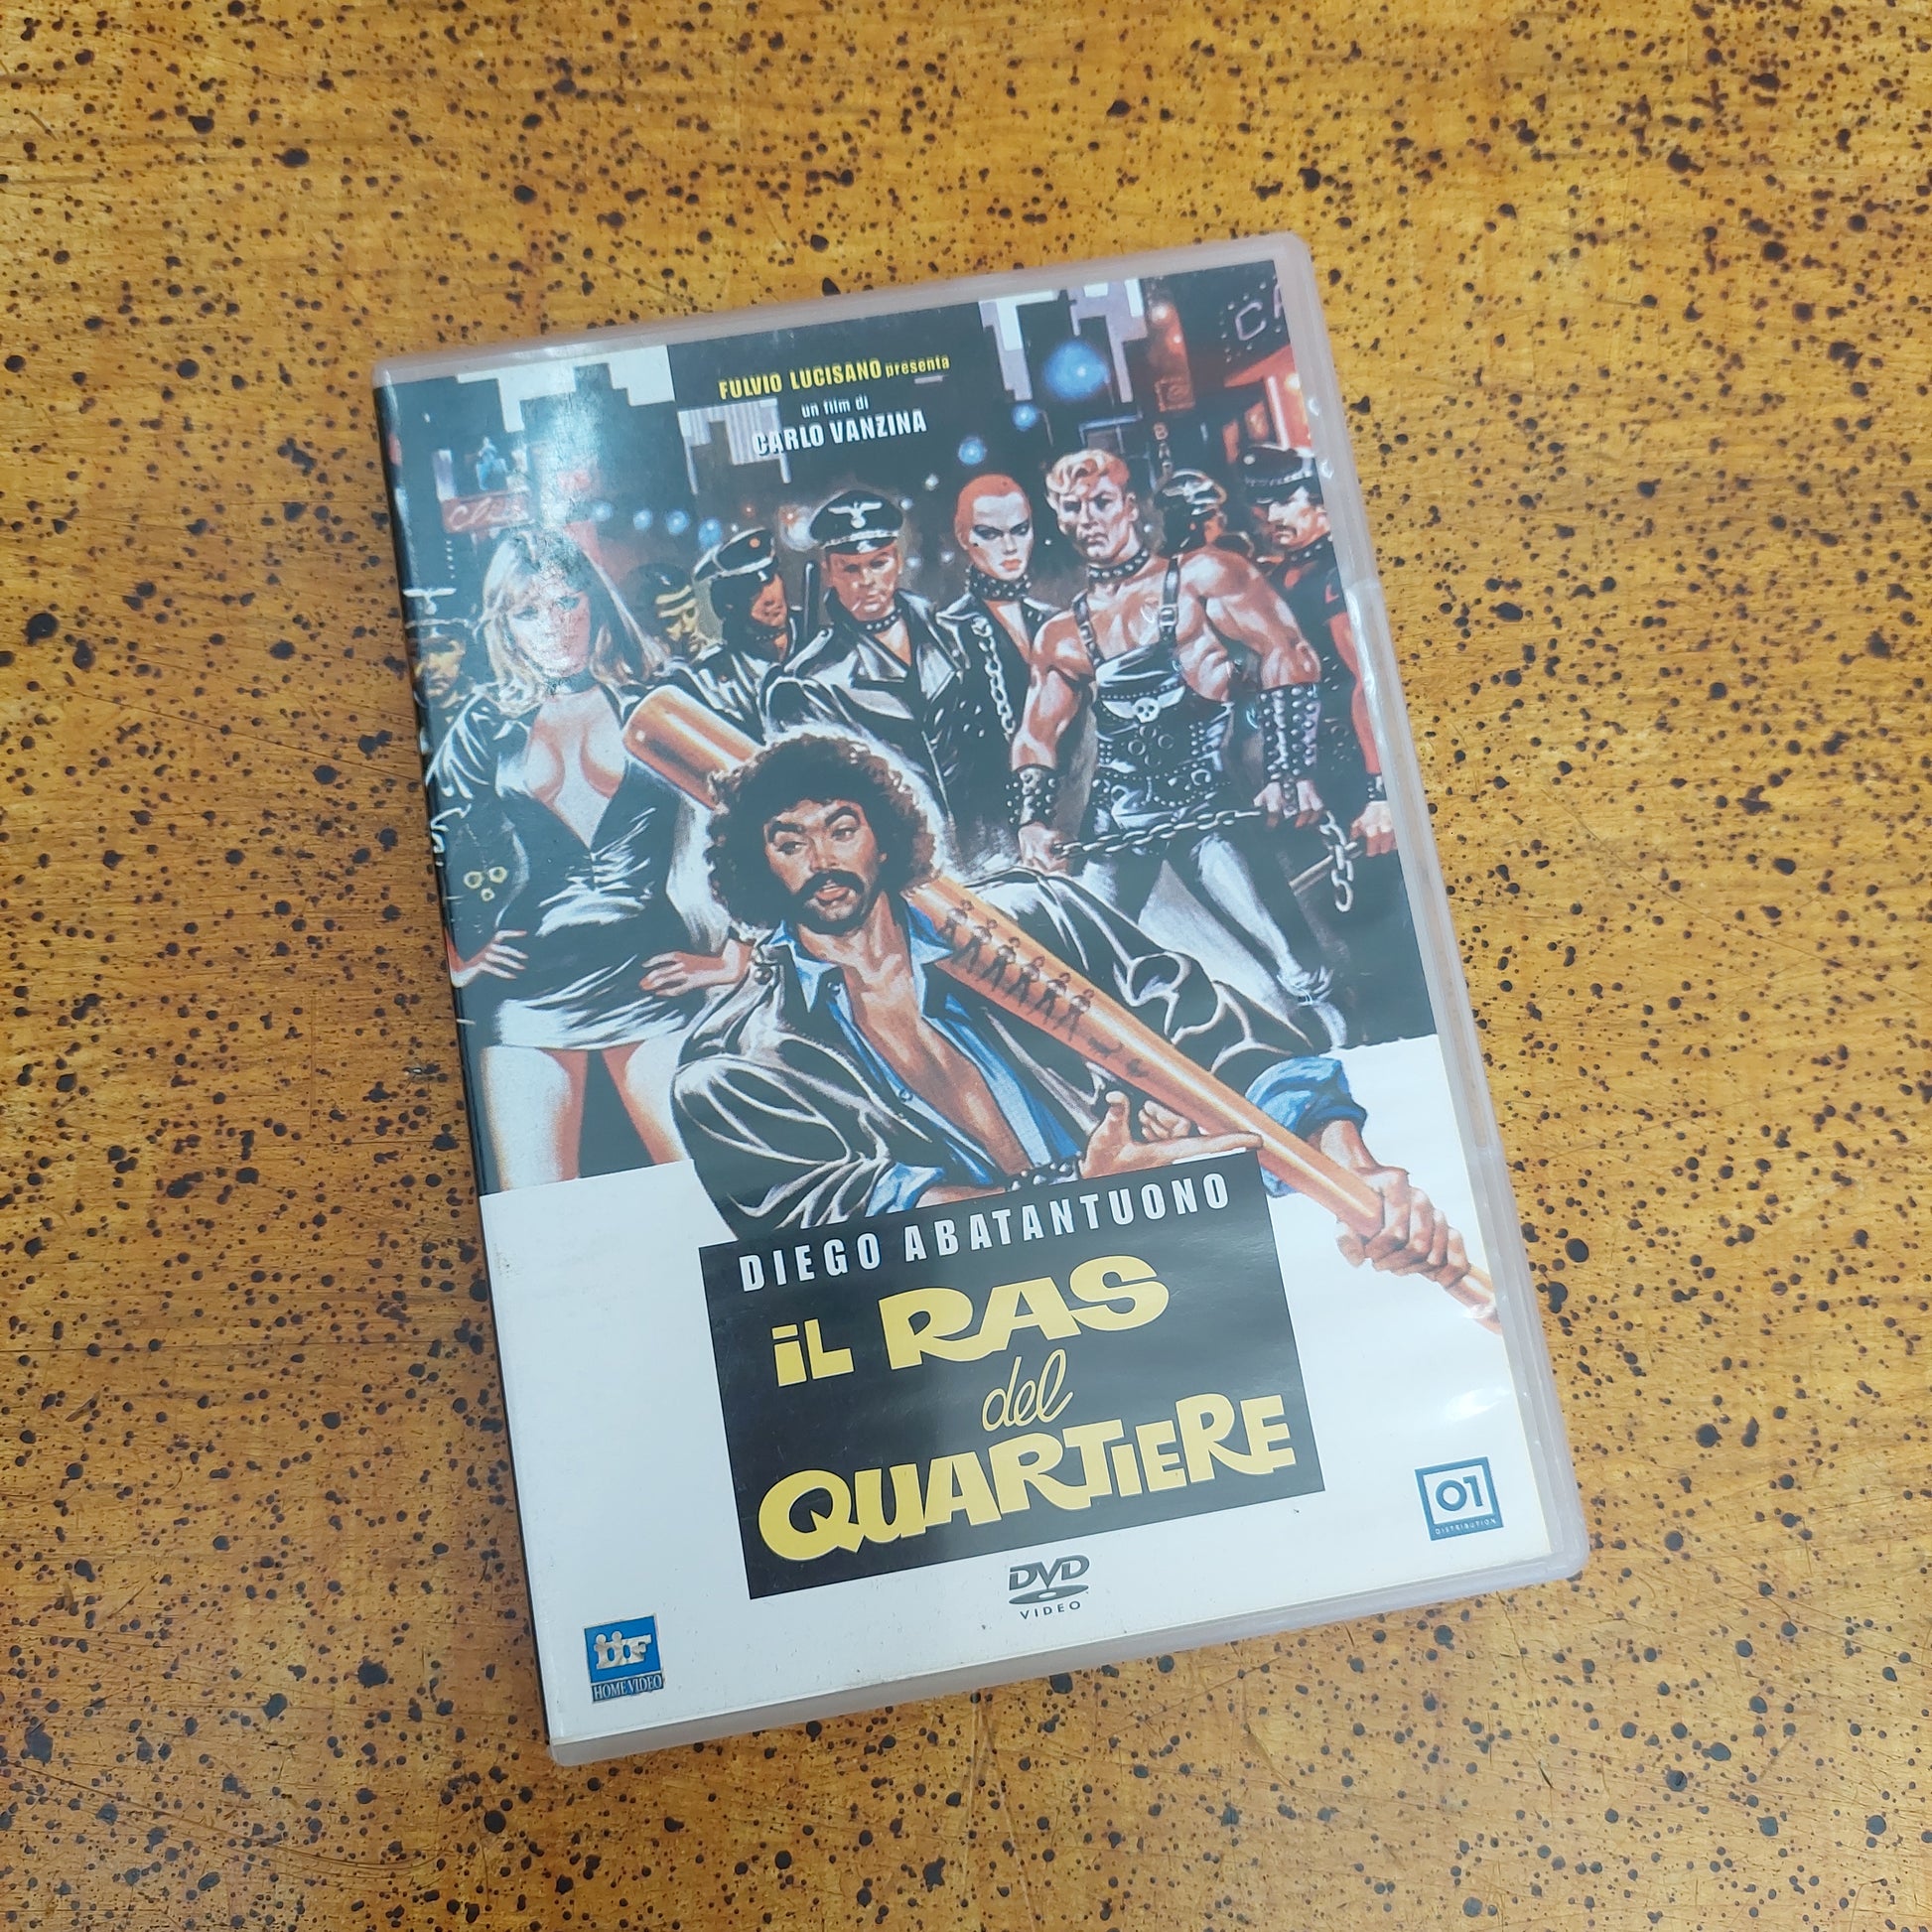 FULVIO LUCISANO presenta
un film di
CARLO VANZINA
DIEGO ABATANTUONO
iL RAS
del
QUARTiERE
DVD
VIDEO
01
DISTRIBUTION
iiF
HOME VIDEO